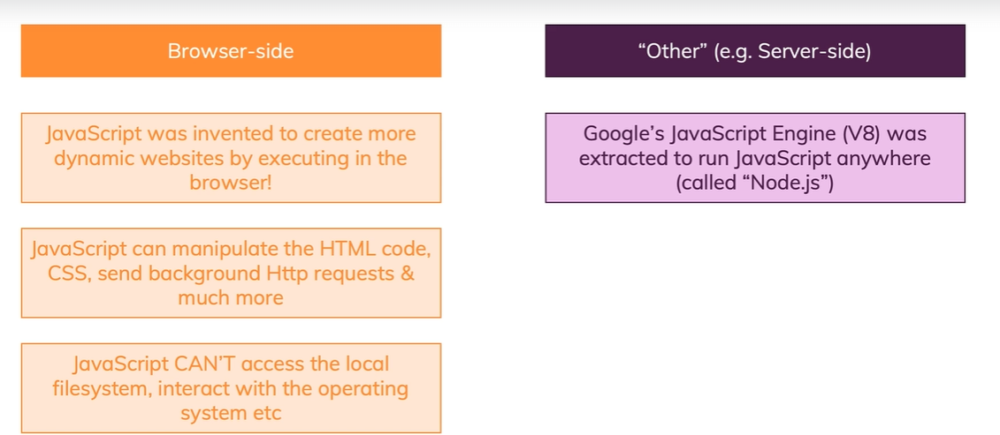 Browser-side
JavaScript was invented to create more
dynamic websites by executing in the
browser!
JavaScript can manipulate the HTML code,
CSS, send background Http requests &
much more
JavaScript CAN’T access the local
filesystem, interact with the operating
system etc
“Other” (e.g. Server-side)
Google’s JavaScript Engine (V8) was
extracted to run JavaScript anywhere
(called “Node.js”)